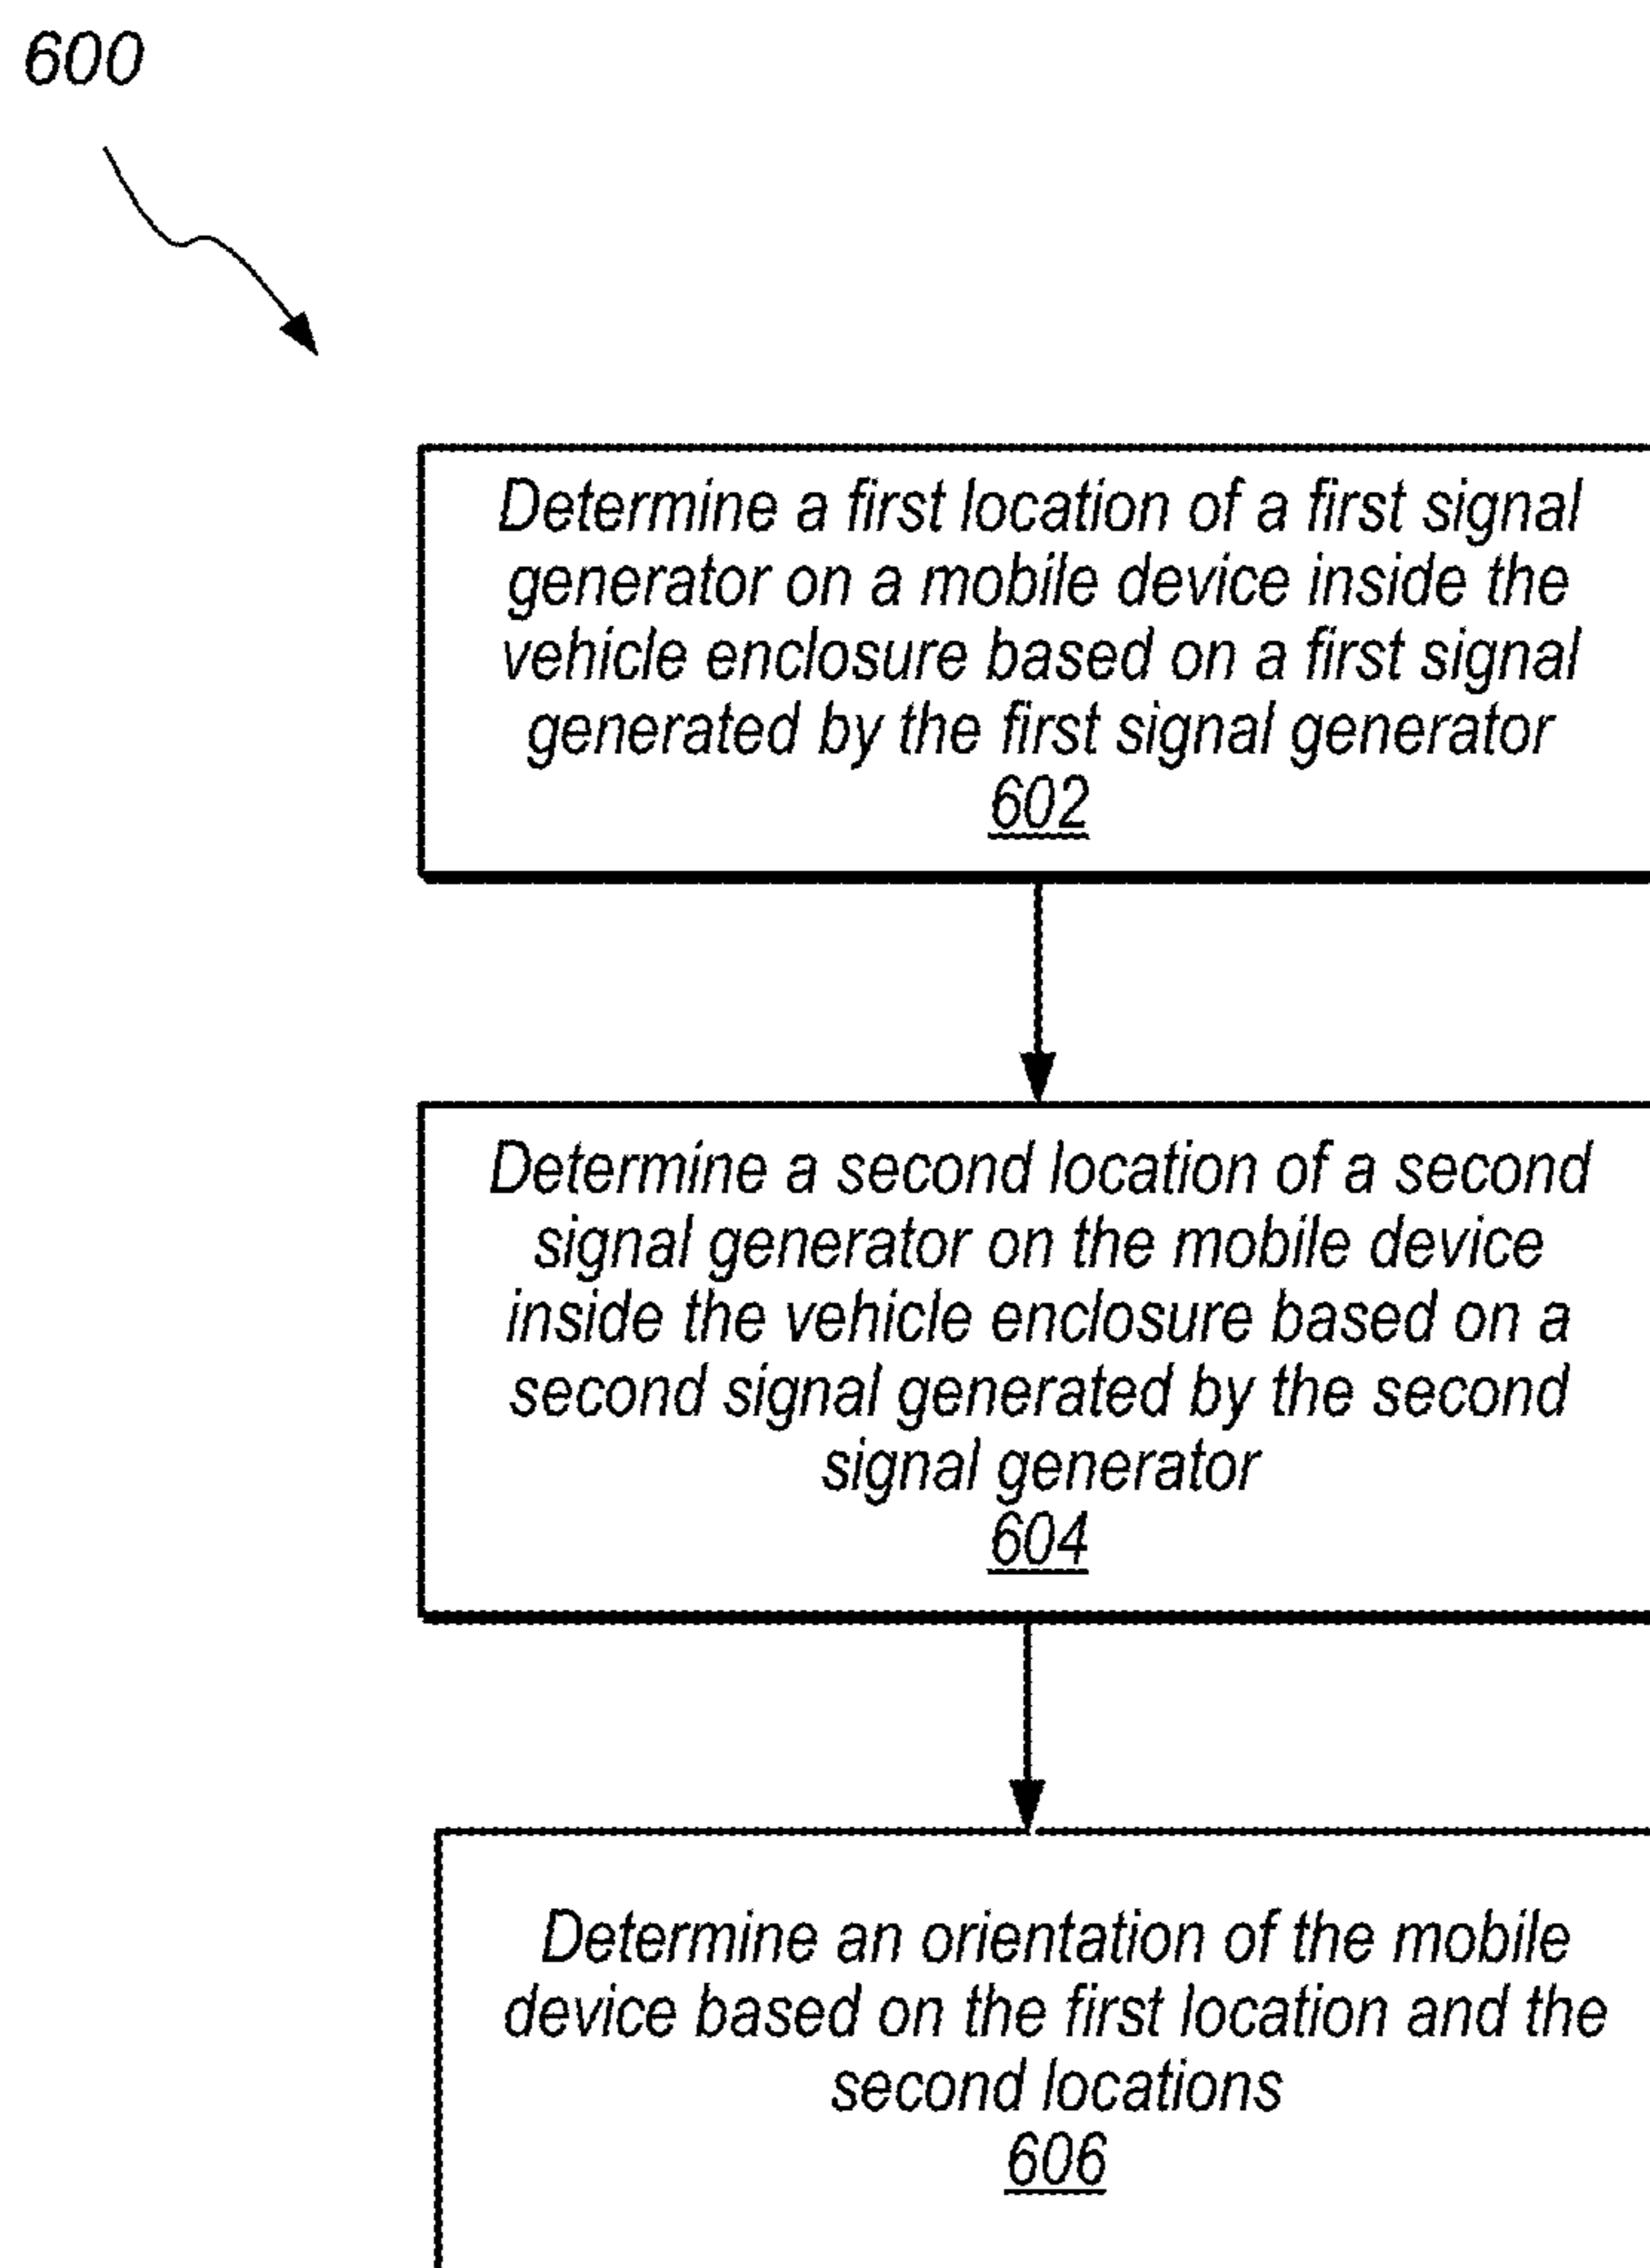 600
Determine a first location of a first signal
generator on a mobile device inside the
vehicle enclosure based on a first signal
generated by the first signal generator
602
Determine a second location of a second
signal generator on the mobile device
inside the vehicle enclosure based on a
second signal generated by the second
signal generator
604
Determine an orientation of the mobile
device based on the first location and the
second locations
606